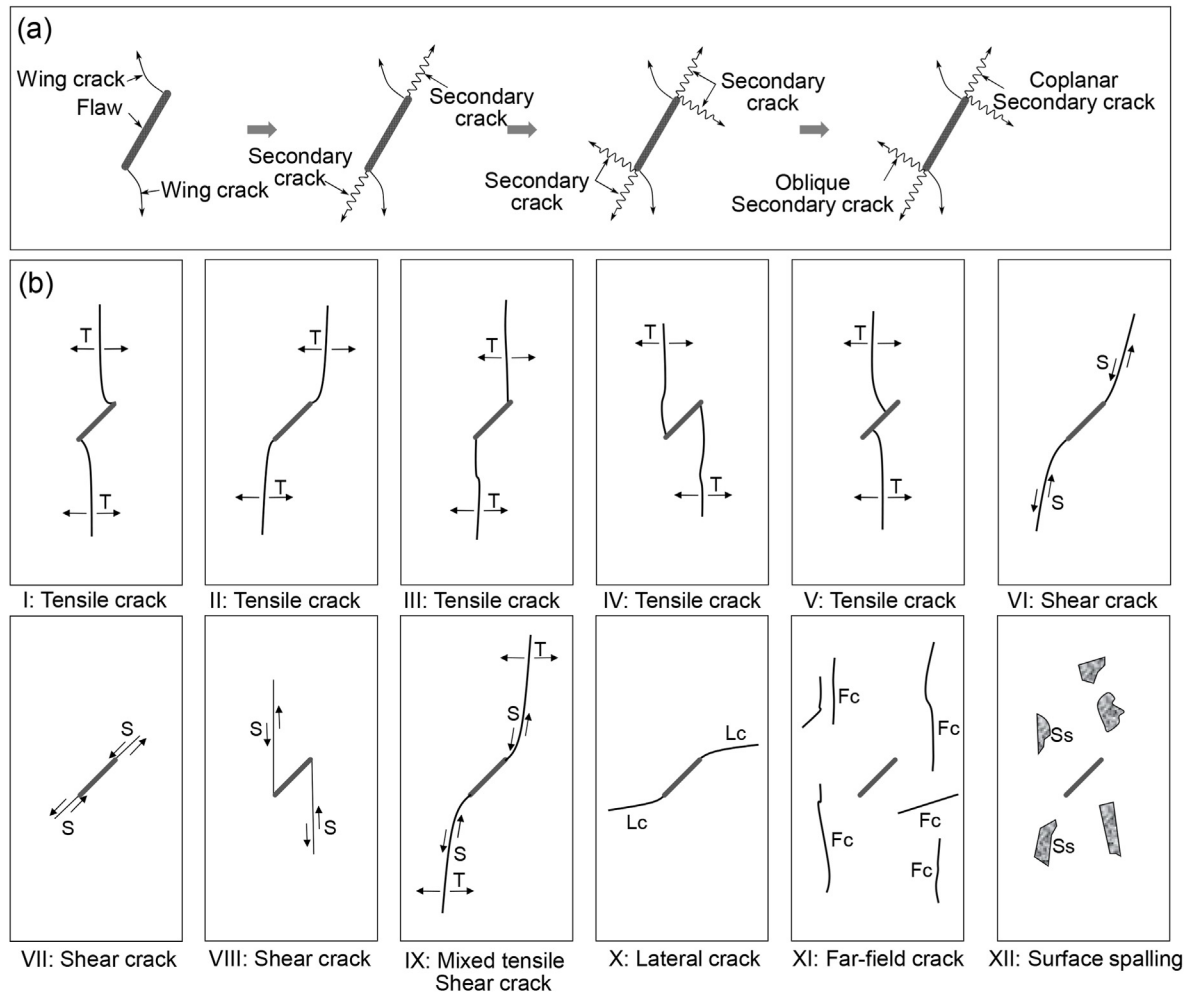 (a)
Wing crack
Flaw
Wing crack
Secondary
crack
Secondary
crack
Secondary
crack
Secondary
crack
Coplanar
Secondary crack
Oblique
Secondary crack
(b)
T
T
I: Tensile crack
T
T
II: Tensile crack
T
T
III: Tensile crack
T
T
IV: Tensile crack
T
T
V: Tensile crack
S
S
VI: Shear crack
S
S
VII: Shear crack
S
S
VIII: Shear crack
T
S
S
T
IX: Mixed tensile
Shear crack
Lc
Lc
X: Lateral crack
Fc
Fc
Fc
Fc
Fc
XI: Far-field crack
Ss
Ss
XII: Surface spalling